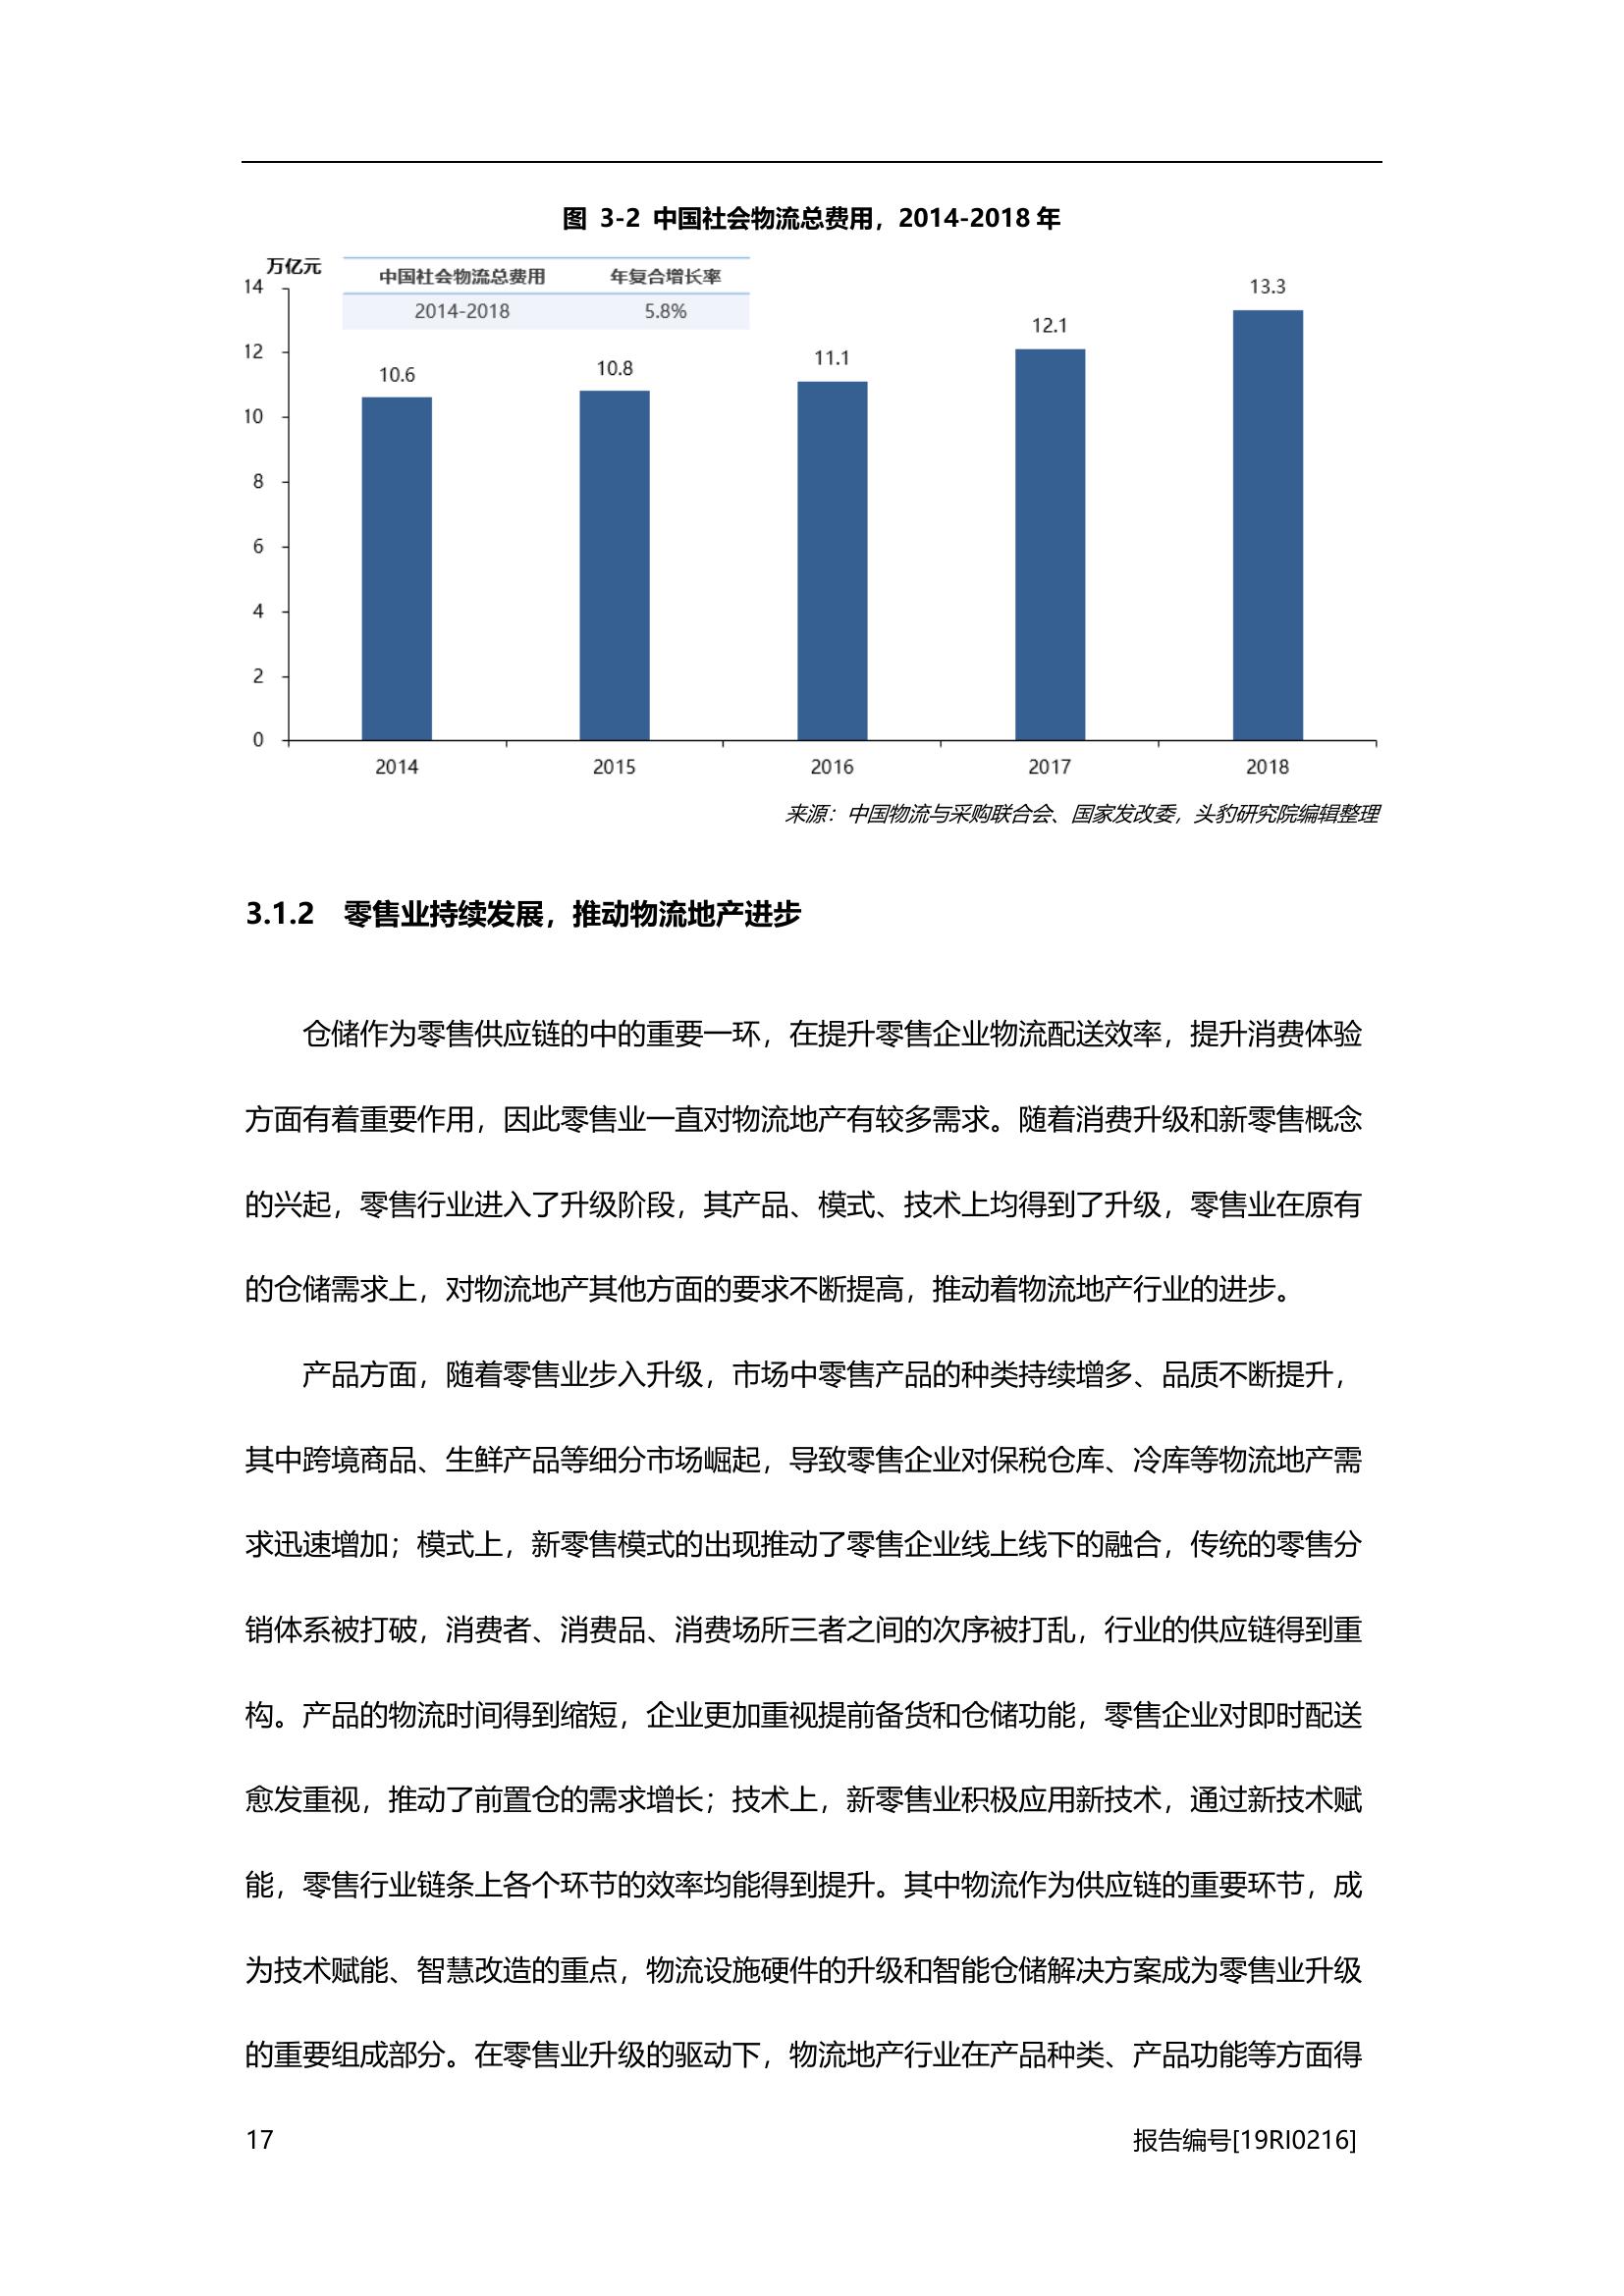 图 3-2 中国社会物流总费用，2014-2018 年
万亿元
中国社会物流总费用 年复合增长率
2014-2018 5.8%
14
12
10
8
6
4
2
0
10.6
10.8
11.1
12.1
13.3
2014 2015 2016 2017 2018
来源：中国物流与采购联合会、国家发改委，头豹研究院编辑整理
3.1.2 零售业持续发展，推动物流地产进步
仓储作为零售供应链的中的重要一环，在提升零售企业物流配送效率，提升消费体验
方面有着重要作用，因此零售业一直对物流地产有较多需求。随着消费升级和新零售概念
的兴起，零售行业进入了升级阶段，其产品、模式、技术上均得到了升级，零售业在原有
的仓储需求上，对物流地产其他方面的要求不断提高，推动着物流地产行业的进步。
产品方面，随着零售业步入升级，市场中零售产品的种类持续增多、品质不断提升，
其中跨境商品、生鲜产品等细分市场崛起，导致零售企业对保税仓库、冷库等物流地产需
求迅速增加；模式上，新零售模式的出现推动了零售企业线上线下的融合，传统的零售分
销体系被打破，消费者、消费品、消费场所三者之间的次序被打乱，行业的供应链得到重
构。产品的物流时间得到缩短，企业更加重视提前备货和仓储功能，零售企业对即时配送
愈发重视，推动了前置仓的需求增长；技术上，新零售业积极应用新技术，通过新技术赋
能，零售行业链条上各个环节的效率均能得到提升。其中物流作为供应链的重要环节，成
为技术赋能、智慧改造的重点，物流设施硬件的升级和智能仓储解决方案成为零售业升级
的重要组成部分。在零售业升级的驱动下，物流地产行业在产品种类、产品功能等方面得
17 报告编号[19RI0216]